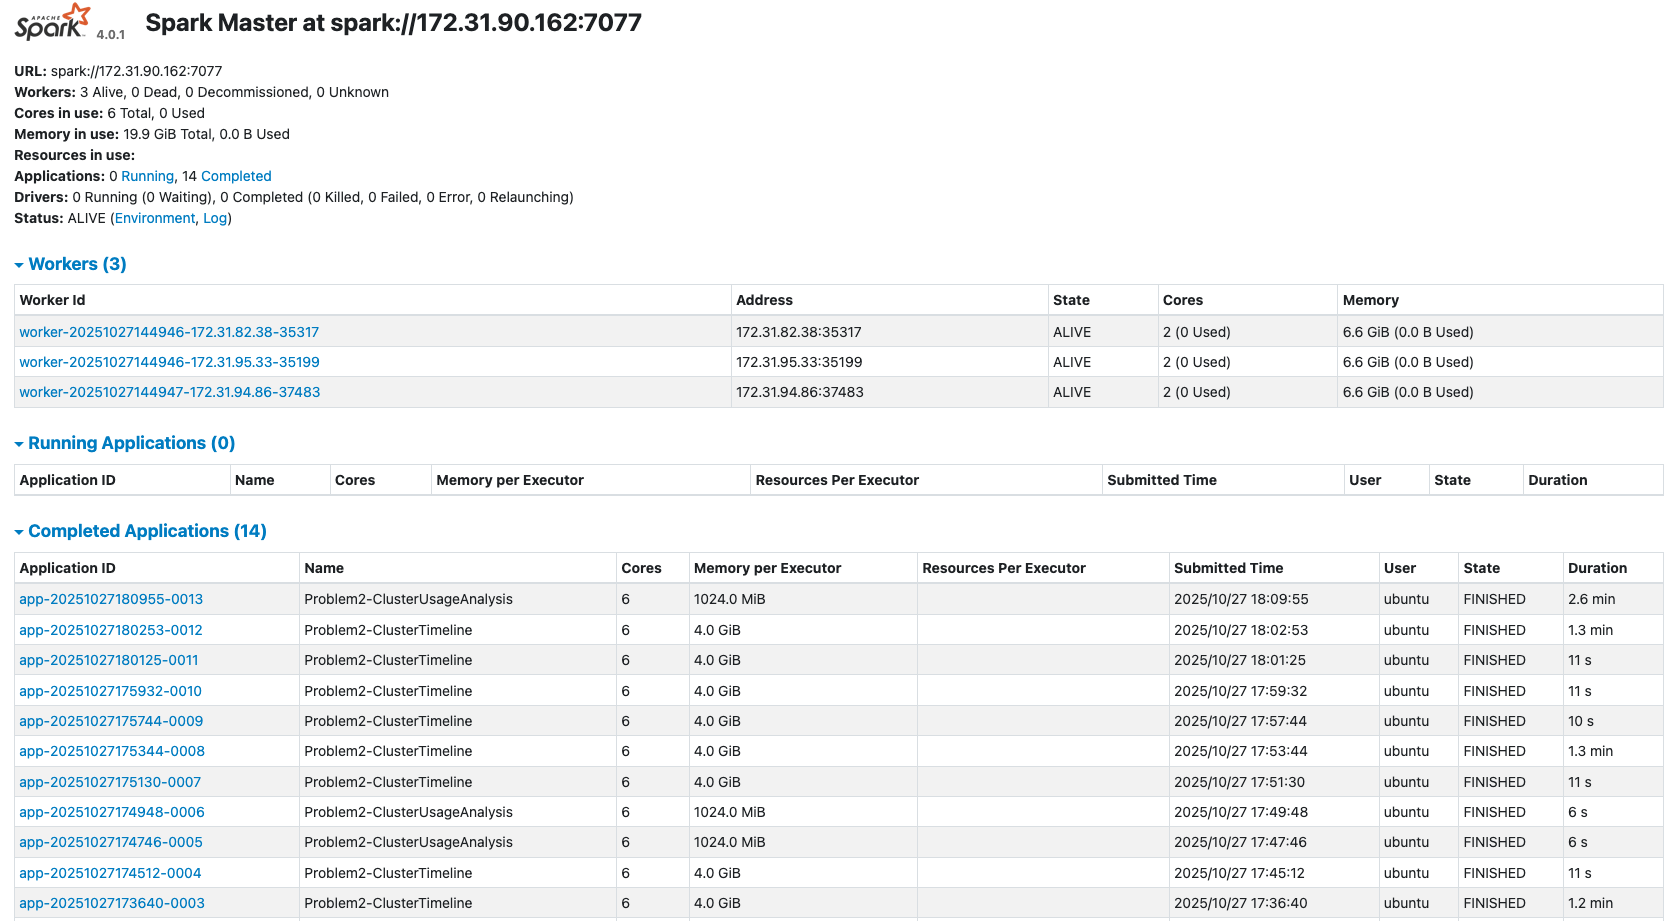 APACHE
Spark 4.0.1 Spark Master at spark://172.31.90.162:7077
URL: spark://172.31.90.162:7077
Workers: 3 Alive, 0 Dead, 0 Decommissioned, 0 Unknown
Cores in use: 6 Total, 0 Used
Memory in use: 19.9 GiB Total, 0.0 B Used
Resources in use:
Applications: 0 Running, 14 Completed
Drivers: 0 Running (0 Waiting), 0 Completed (0 Killed, 0 Failed, 0 Error, 0 Relaunching)
Status: ALIVE (Environment, Log)
Workers (3)
Worker Id Address State Cores Memory
worker-20251027144946-172.31.82.38-35317 172.31.82.38:35317 ALIVE 2 (0 Used) 6.6 GiB (0.0 B Used)
worker-20251027144946-172.31.95.33-35199 172.31.95.33:35199 ALIVE 2 (0 Used) 6.6 GiB (0.0 B Used)
worker-20251027144947-172.31.94.86-37483 172.31.94.86:37483 ALIVE 2 (0 Used) 6.6 GiB (0.0 B Used)
Running Applications (0)
Application ID Name Cores Memory per Executor Resources Per Executor Submitted Time User State Duration
Completed Applications (14)
Application ID Name Cores Memory per Executor Resources Per Executor Submitted Time User State Duration
app-20251027180955-0013 Problem2-ClusterUsageAnalysis 6 1024.0 MiB 2025/10/27 18:09:55 ubuntu FINISHED 2.6 min
app-20251027180253-0012 Problem2-ClusterTimeline 6 4.0 GiB 2025/10/27 18:02:53 ubuntu FINISHED 1.3 min
app-20251027180125-0011 Problem2-ClusterTimeline 6 4.0 GiB 2025/10/27 18:01:25 ubuntu FINISHED 11 s
app-20251027175932-0010 Problem2-ClusterTimeline 6 4.0 GiB 2025/10/27 17:59:32 ubuntu FINISHED 11 s
app-20251027175744-0009 Problem2-ClusterTimeline 6 4.0 GiB 2025/10/27 17:57:44 ubuntu FINISHED 10 s
app-20251027175344-0008 Problem2-ClusterTimeline 6 4.0 GiB 2025/10/27 17:53:44 ubuntu FINISHED 1.3 min
app-20251027175130-0007 Problem2-ClusterTimeline 6 4.0 GiB 2025/10/27 17:51:30 ubuntu FINISHED 11 s
app-20251027174948-0006 Problem2-ClusterUsageAnalysis 6 1024.0 MiB 2025/10/27 17:49:48 ubuntu FINISHED 6 s
app-20251027174746-0005 Problem2-ClusterUsageAnalysis 6 1024.0 MiB 2025/10/27 17:47:46 ubuntu FINISHED 6 s
app-20251027174512-0004 Problem2-ClusterTimeline 6 4.0 GiB 2025/10/27 17:45:12 ubuntu FINISHED 11 s
app-20251027173640-0003 Problem2-ClusterTimeline 6 4.0 GiB 2025/10/27 17:36:40 ubuntu FINISHED 1.2 min